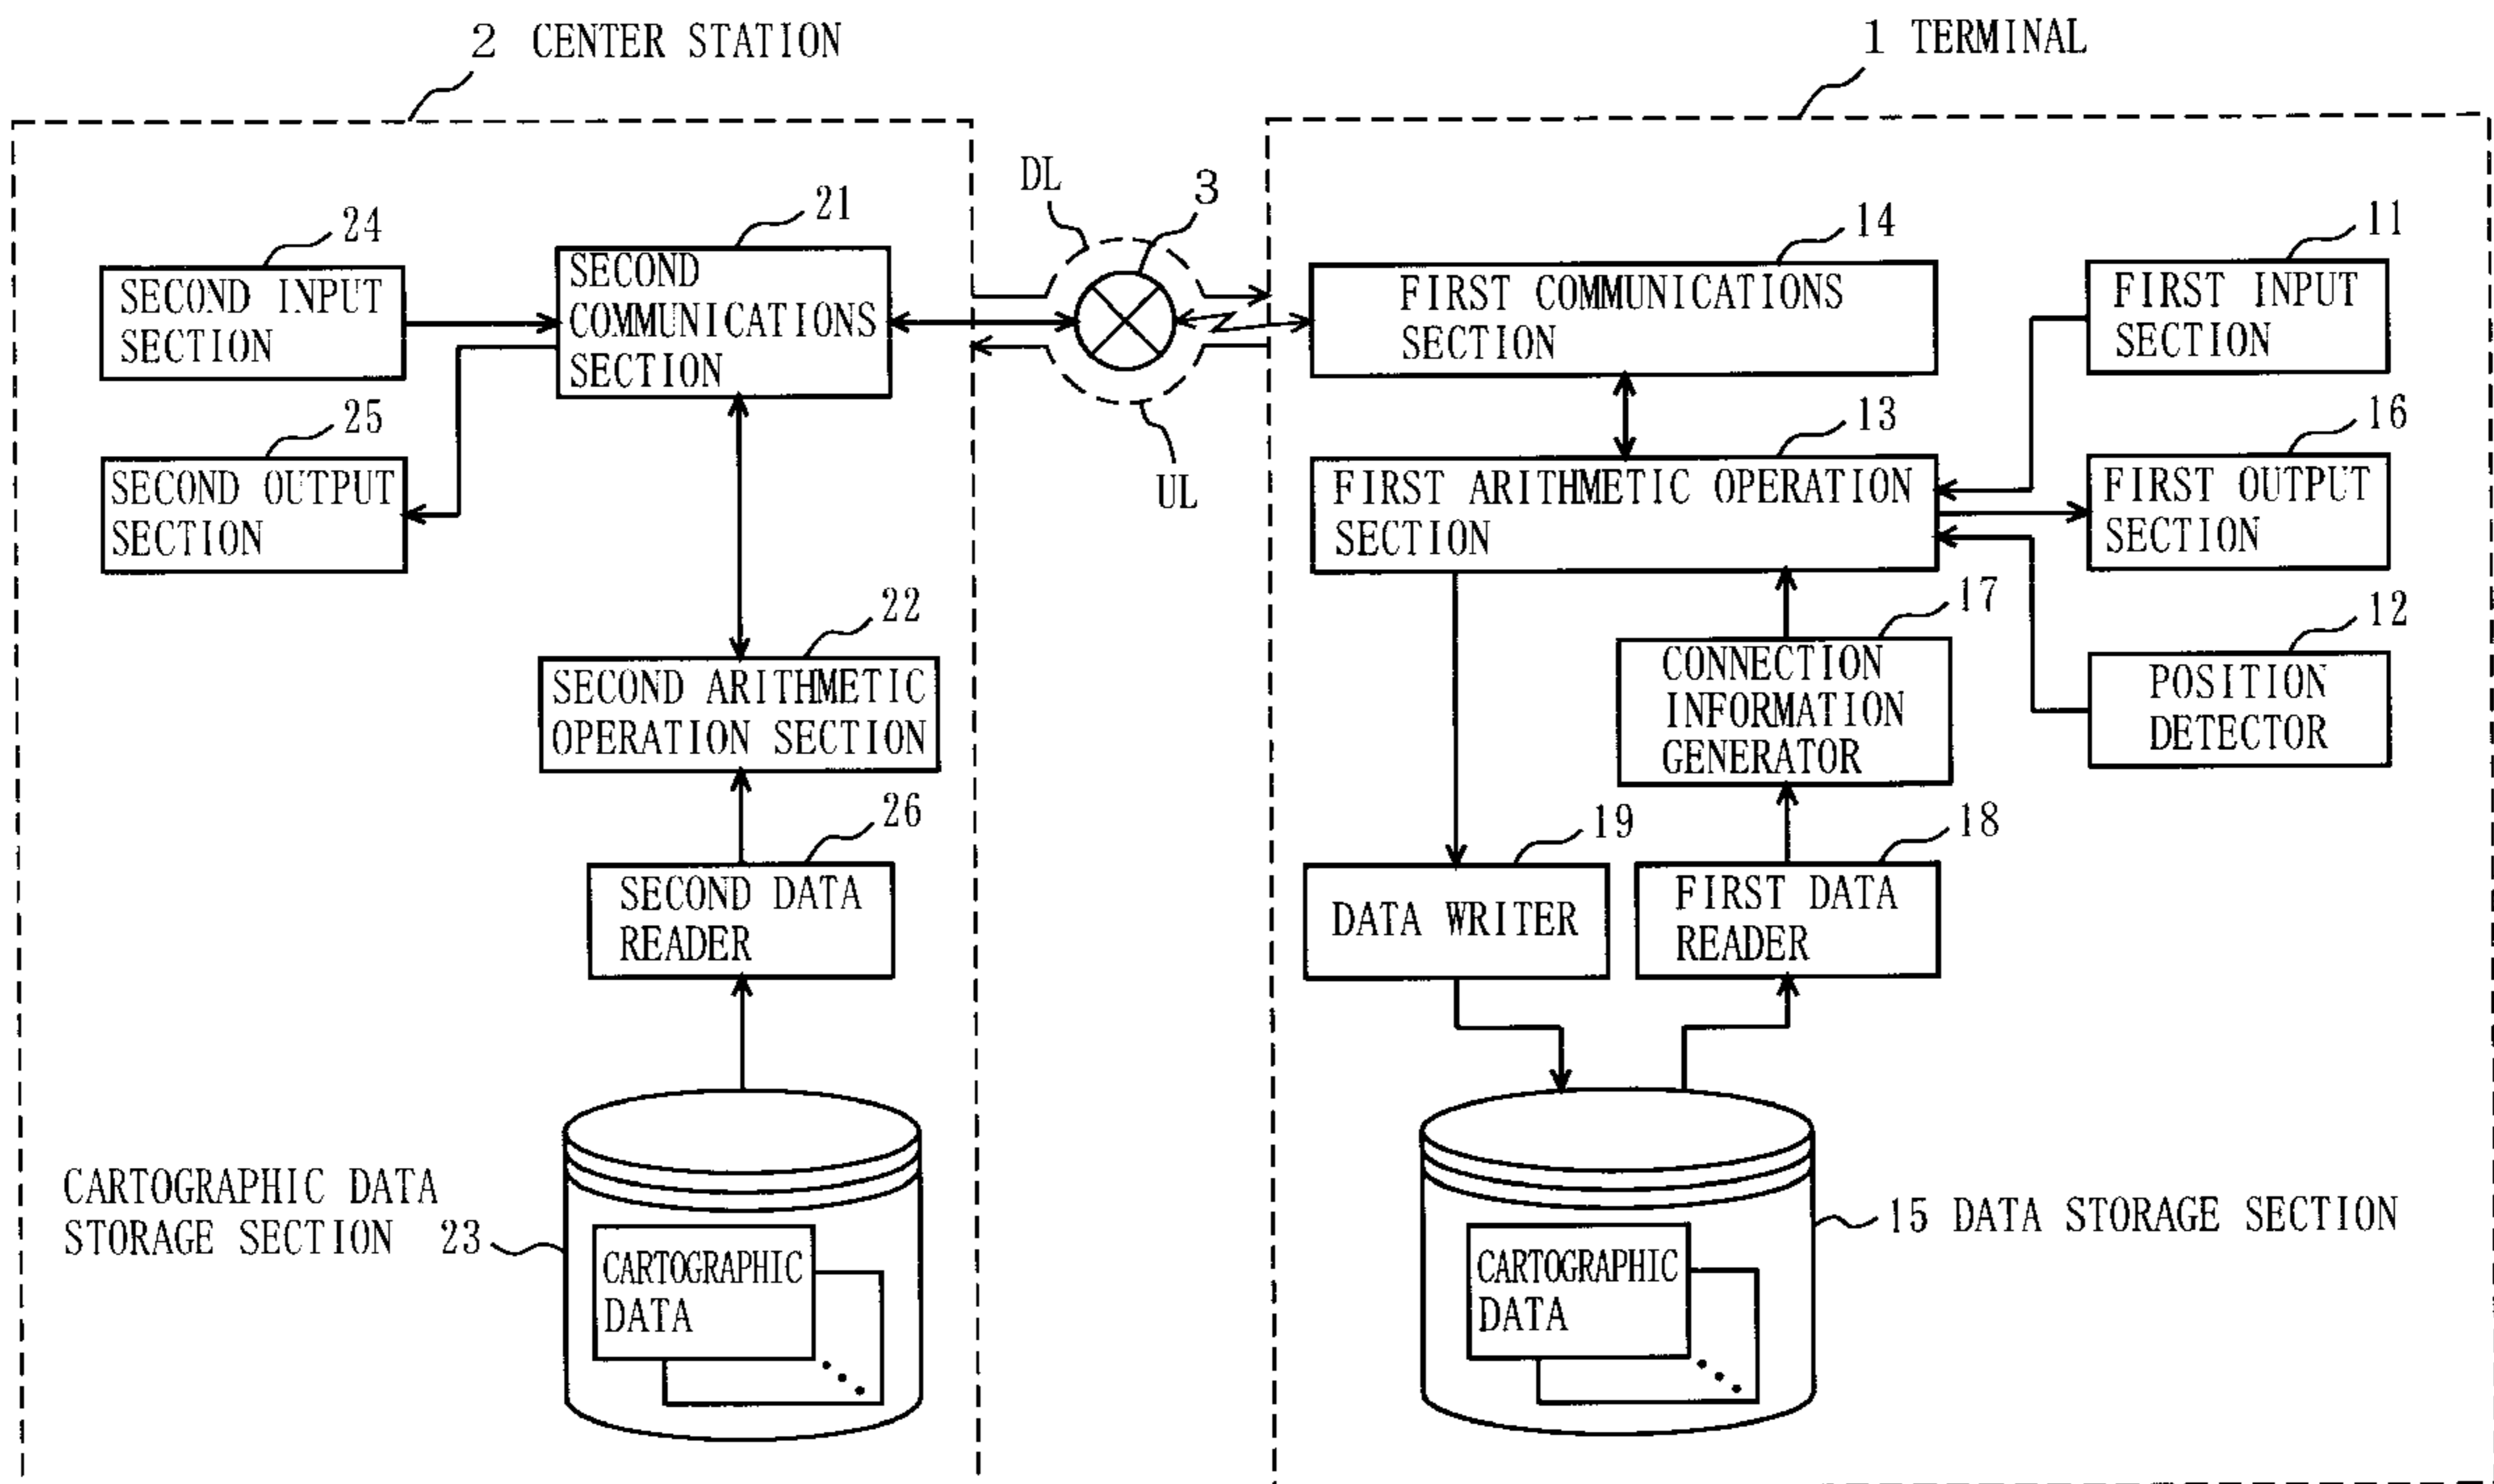 2 CENTER STATION
1 TERMINAL
DL
3
21
24
14
11
SECOND INPUT
SECTION
SECOND
COMMUNICATIONS
SECTION
FIRST COMMUNICATIONS
SECTION
FIRST INPUT
SECTION
25
13
16
SECOND OUTPUT
SECTION
UL
FIRST ARITHMETIC OPERATION
SECTION
FIRST OUTPUT
SECTION
22
17
12
SECOND ARITHMETIC
OPERATION SECTION
CONNECTION
INFORMATION
GENERATOR
POSITION
DETECTOR
26
19
18
SECOND DATA
READER
DATA WRITER
FIRST DATA
READER
CARTOGRAPHIC DATA
STORAGE SECTION 23
15 DATA STORAGE SECTION
CARTOGRAPHIC
DATA
CARTOGRAPHIC
DATA